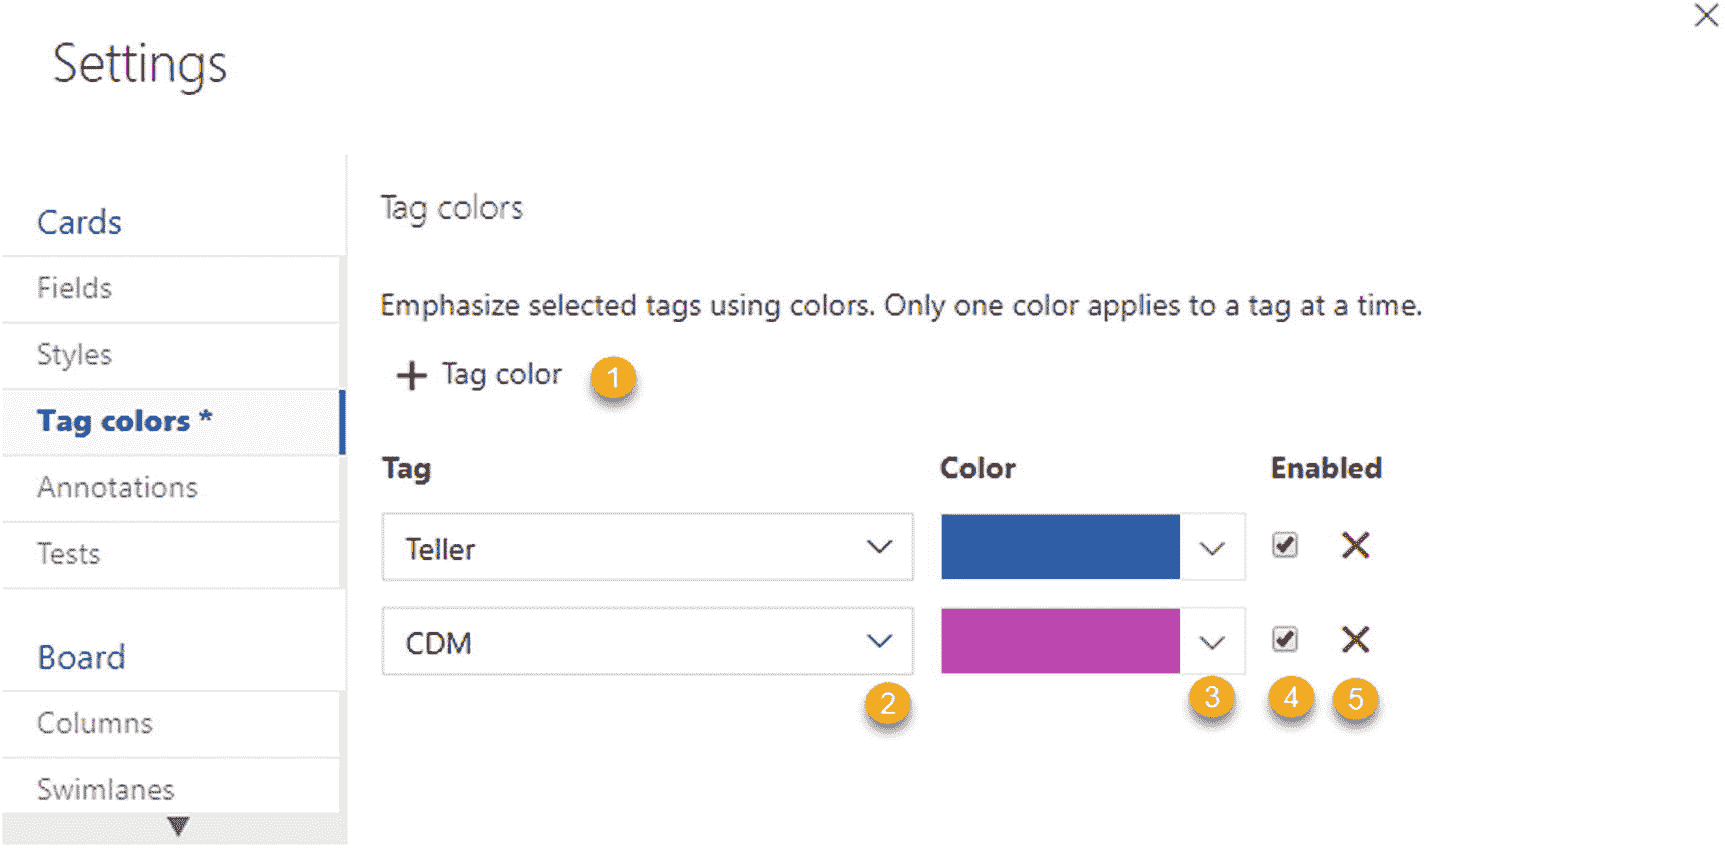 Settings
Cards
Fields
Styles
Tag colors *
Annotations
Tests
Board
Columns
Swimlanes
Tag colors
Emphasize selected tags using colors. Only one color applies to a tag at a time.
+ Tag color 1
Tag Color Enabled
Teller
CDM
2 3 4 5